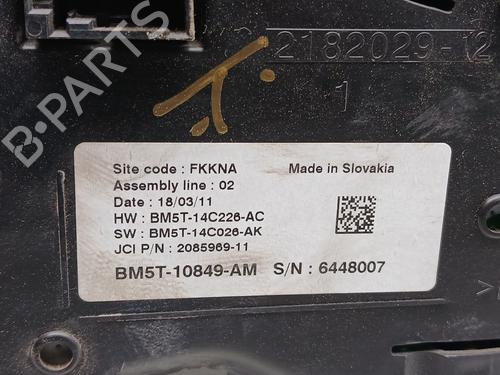 2182029-12
1
Site code : FKKNA Made in Slovakia
Assembly line : 02
Date : 18/03/11
HW : BM5T-14C226-AC
SW : BM5T-14C026-AK
JCI P/N : 2085969-11
BM5T-10849-AM S/N : 6448007
B-PARTS
B-PARTS